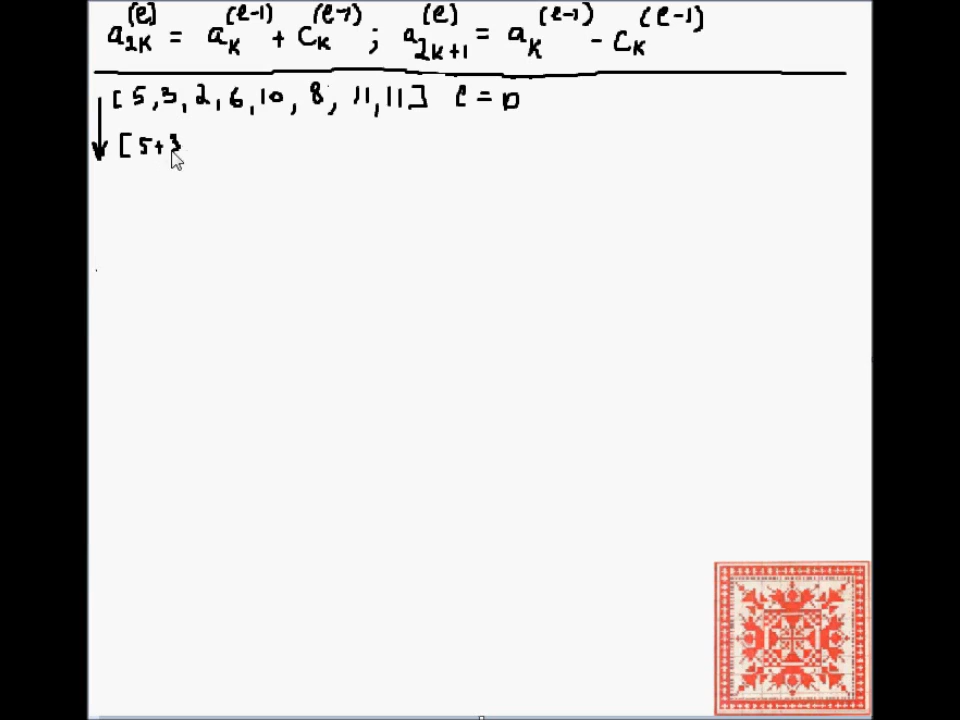 a_{2K}^{(e)} = a_K^{(e-1)} + C_K^{(e-1)} ; a_{2K+1}^{(e)} = a_K^{(e-1)} - C_K^{(e-1)}
[ 5, 3, 2, 6, 10, 8, 11, 11 ] e = 0
[ 5+3